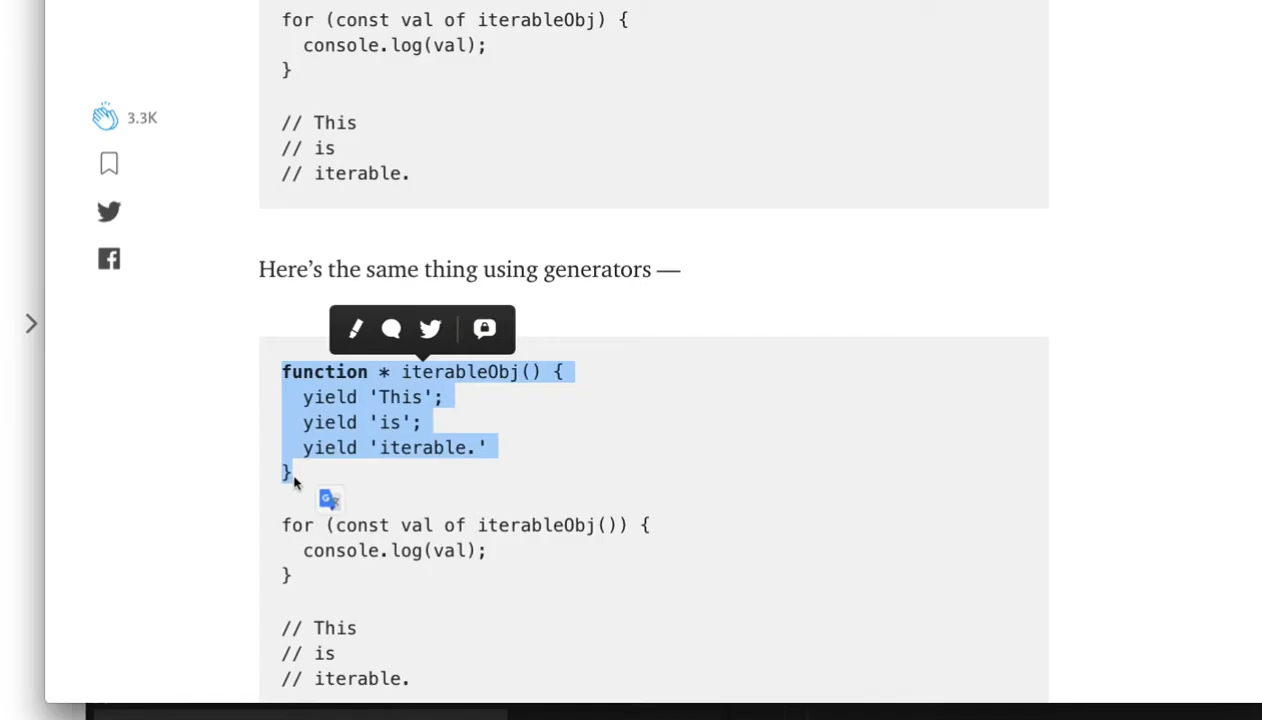 for (const val of iterableObj) {
  console.log(val);
}
// This
// is
// iterable.
3.3K
Here’s the same thing using generators —
function * iterableObj() {
  yield 'This';
  yield 'is';
  yield 'iterable.'
}
for (const val of iterableObj()) {
  console.log(val);
}
// This
// is
// iterable.